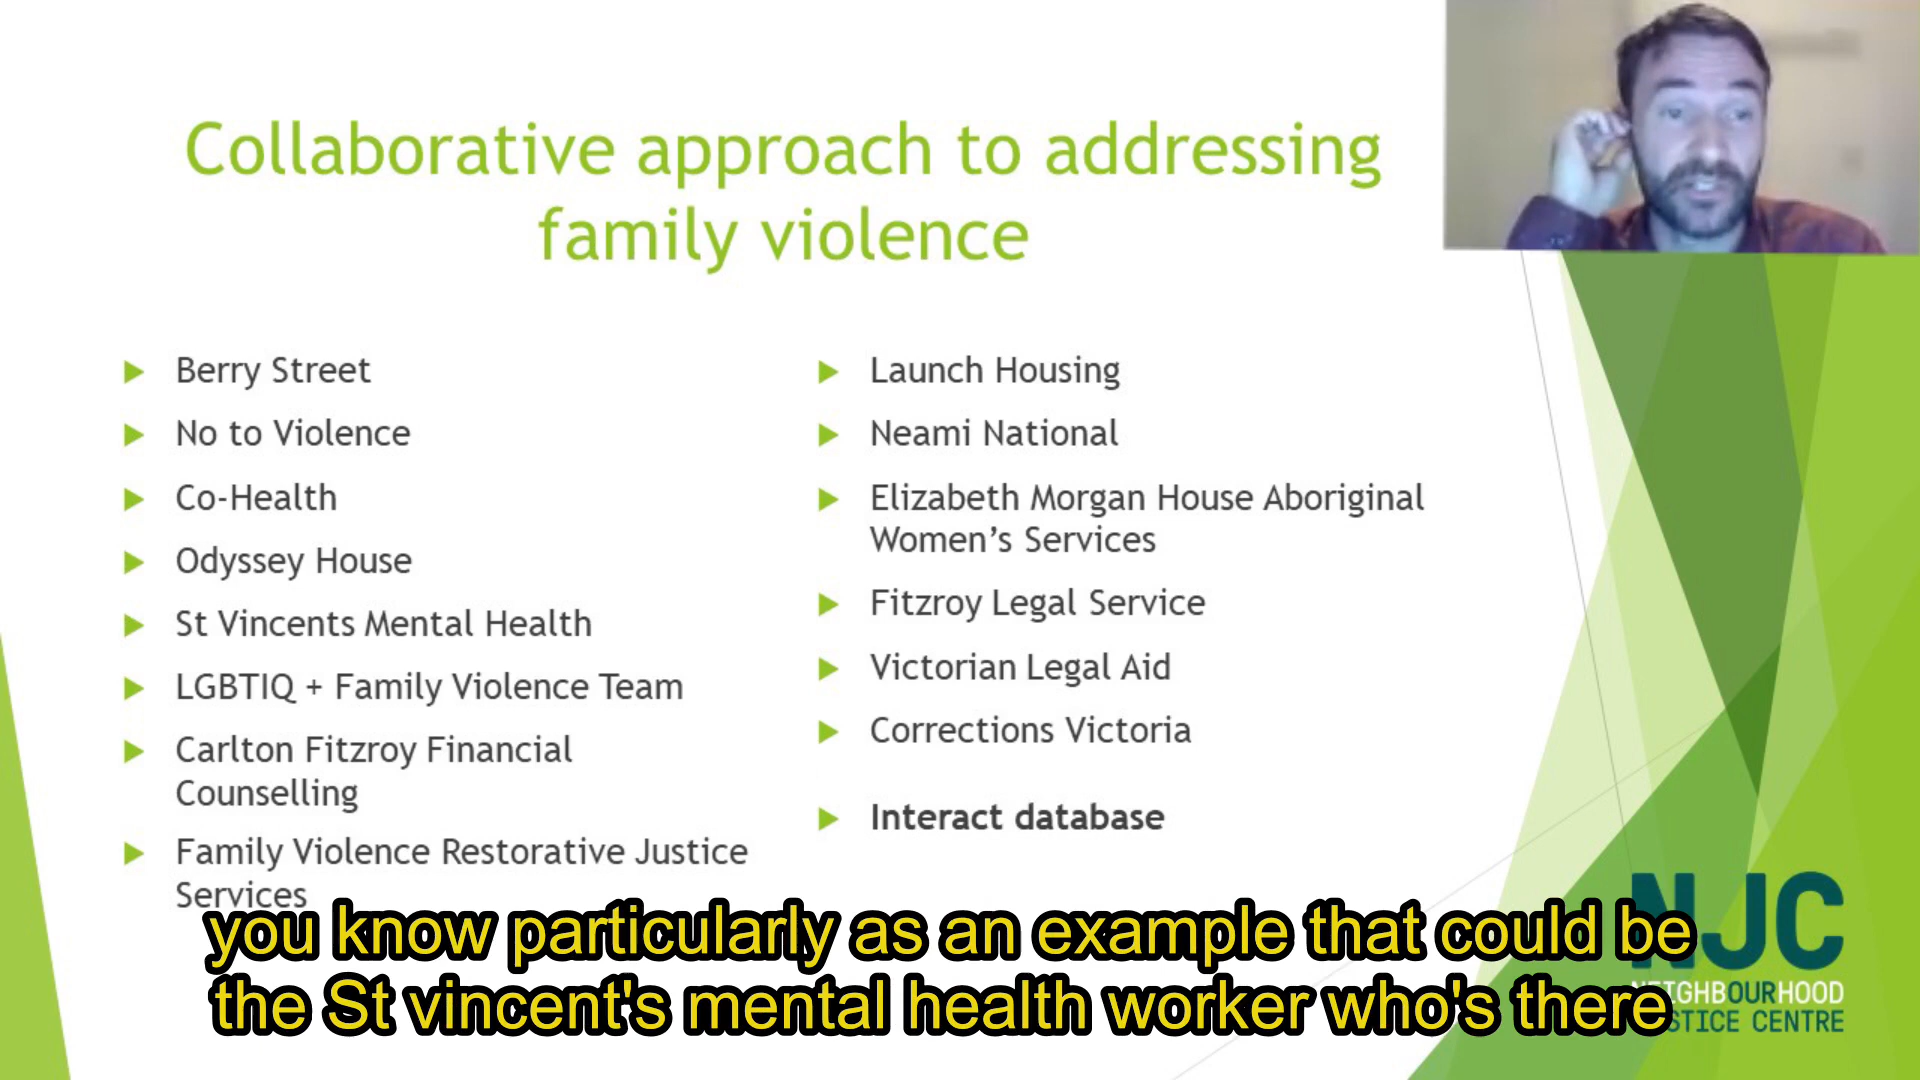 Collaborative approach to addressing
family violence
Berry Street
No to Violence
Co-Health
Odyssey House
St Vincents Mental Health
LGBTIQ + Family Violence Team
Carlton Fitzroy Financial
Counselling
Family Violence Restorative Justice
Services
Launch Housing
Neami National
Elizabeth Morgan House Aboriginal
Women's Services
Fitzroy Legal Service
Victorian Legal Aid
Corrections Victoria
Interact database
you know particularly as an example that could be
the St vincent's mental health worker who's there
NJC
NEIGHBOURHOOD
JUSTICE CENTRE